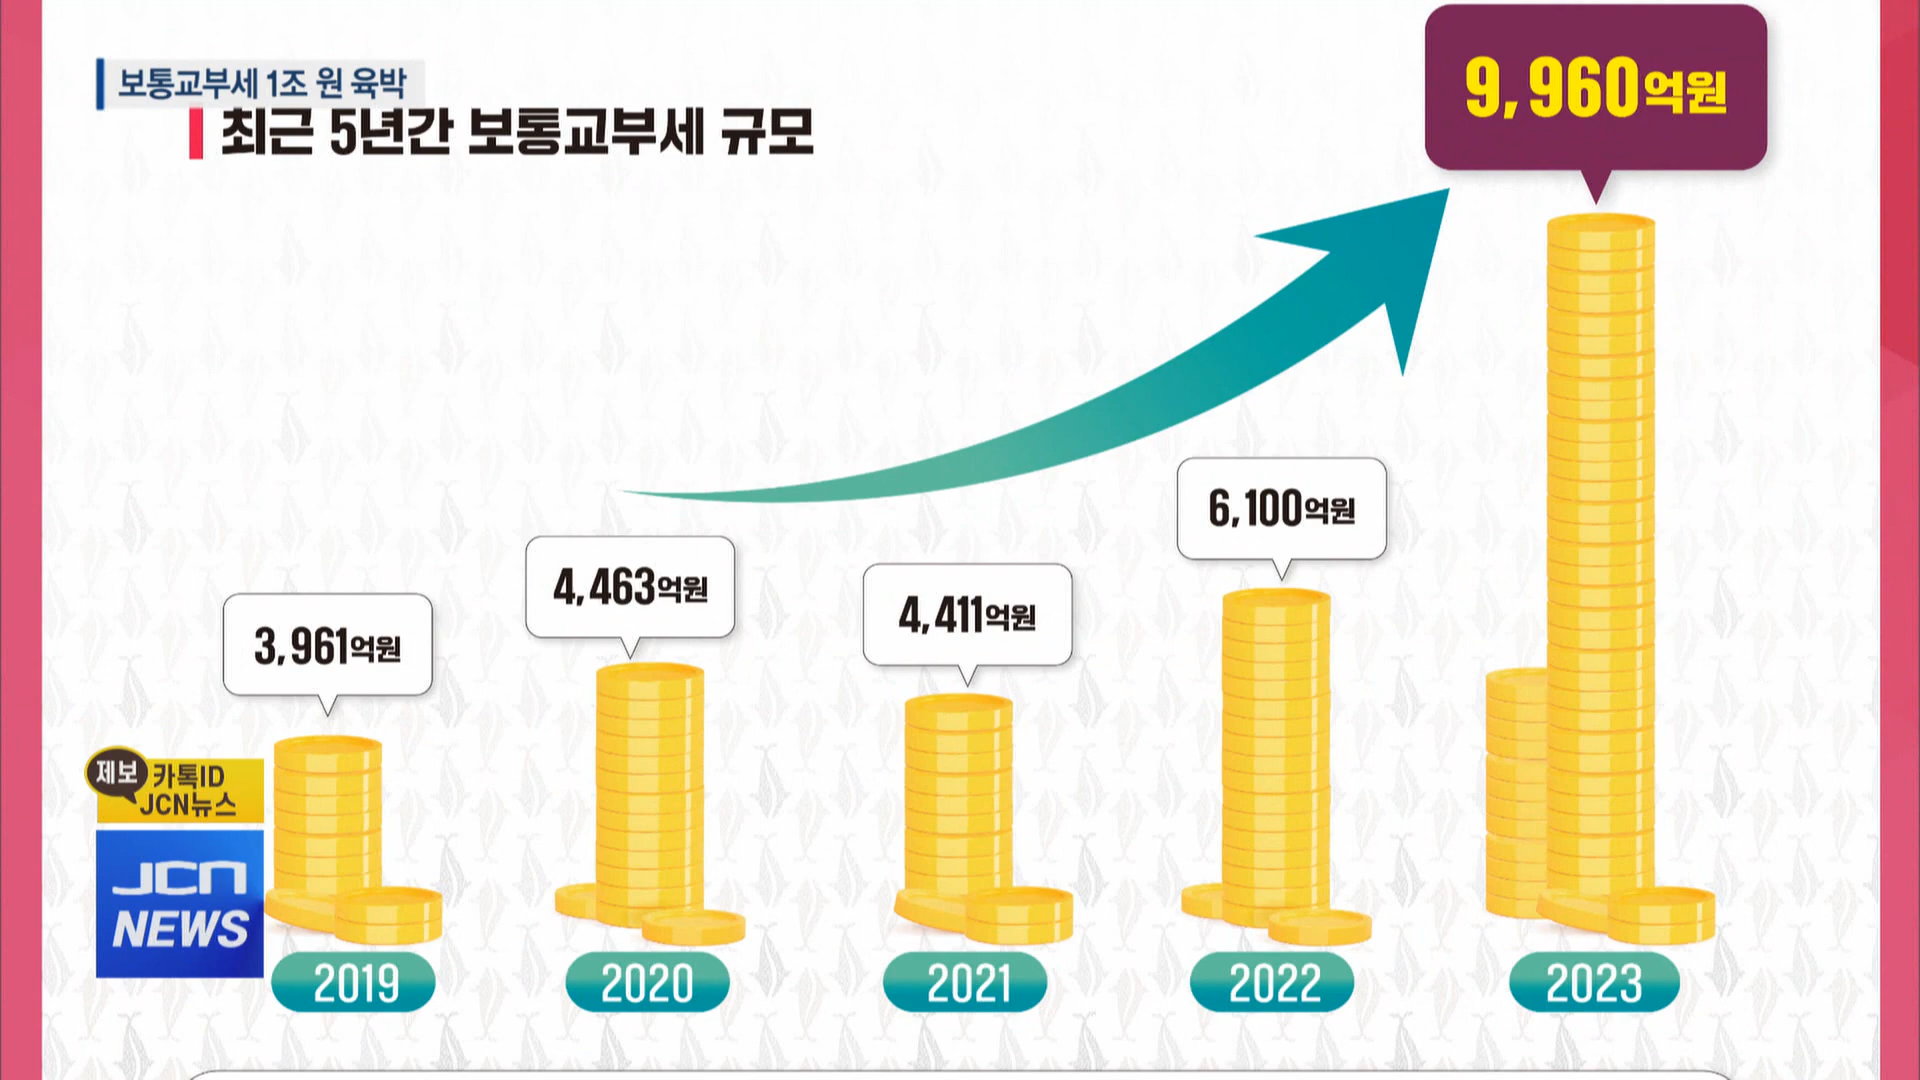 보통교부세 1조 원 육박
최근 5년간 보통교부세 규모
9,960억원
6,100억원
4,463억원
4,411억원
3,961억원
제보 카톡ID
JCN뉴스
JCN
NEWS
2019
2020
2021
2022
2023